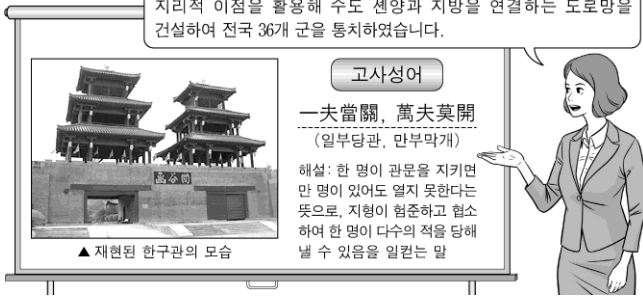 지리적 이점을 활용해 수도 셴양과 지방을 연결하는 도로망을
건설하여 전국 36개 군을 통치하였습니다.
고사성어
一夫當關, 萬夫莫開
(일부당관, 만부막개)
해설: 한 명이 관문을 지키면
만 명이 있어도 열지 못한다는
뜻으로, 지형이 험준하고 협소
하여 한 명이 다수의 적을 당해
낼 수 있음을 일컫는 말
函谷關
▲ 재현된 한구관의 모습